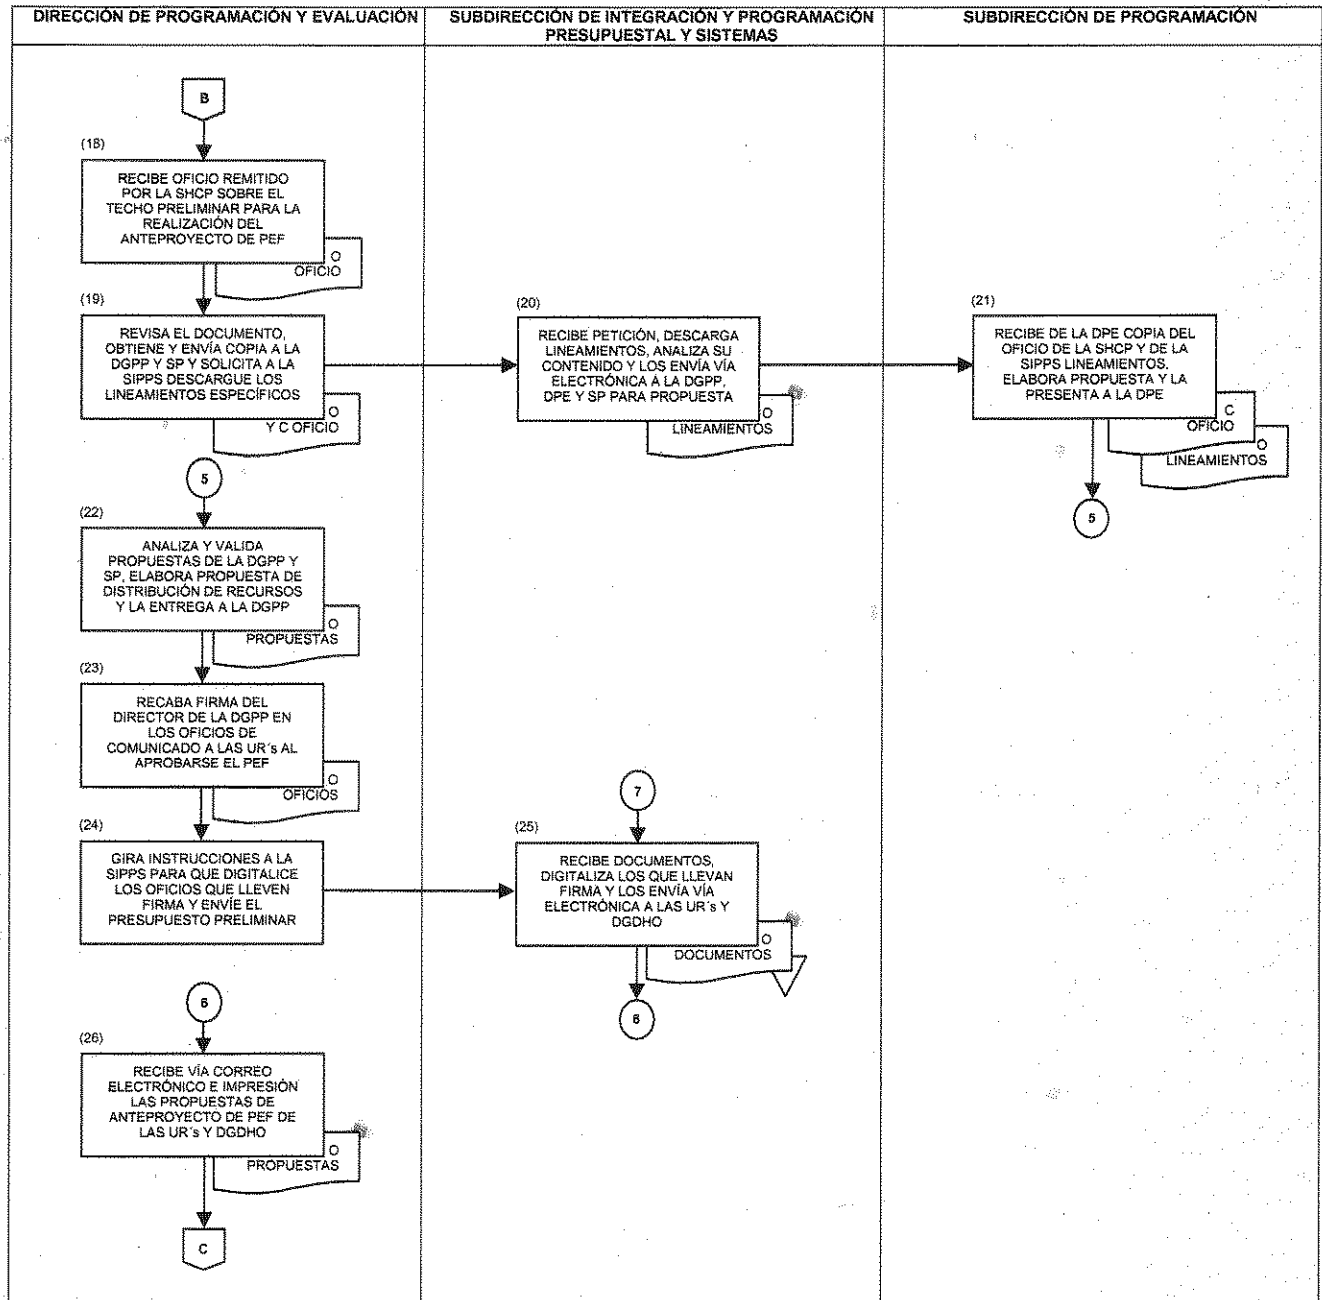 DIRECCIÓN DE PROGRAMACIÓN Y EVALUACIÓN
SUBDIRECCIÓN DE INTEGRACIÓN Y PROGRAMACIÓN
PRESUPUESTAL Y SISTEMAS
SUBDIRECCIÓN DE PROGRAMACIÓN
B
(18)
RECIBE OFICIO REMITIDO
POR LA SHCP SOBRE EL
TECHO PRELIMINAR PARA LA
REALIZACIÓN DEL
ANTEPROYECTO DE PEF
O
OFICIO
(19)
REVISA EL DOCUMENTO,
OBTIENE Y ENVÍA COPIA A LA
DGPP Y SP Y SOLICITA A LA
SIPPS DESCARGUE LOS
LINEAMIENTOS ESPECÍFICOS
O
Y C OFICIO
(20)
RECIBE PETICIÓN, DESCARGA
LINEAMIENTOS, ANALIZA SU
CONTENIDO Y LOS ENVÍA VÍA
ELECTRÓNICA A LA DGPP,
DPE Y SP PARA PROPUESTA
O
LINEAMIENTOS
(21)
RECIBE DE LA DPE COPIA DEL
OFICIO DE LA SHCP Y DE LA
SIPPS LINEAMIENTOS,
ELABORA PROPUESTA Y LA
PRESENTA A LA DPE
C
OFICIO
O
LINEAMIENTOS
5
5
(22)
ANALIZA Y VALIDA
PROPUESTAS DE LA DGPP Y
SP, ELABORA PROPUESTA DE
DISTRIBUCIÓN DE RECURSOS
Y LA ENTREGA A LA DGPP
O
PROPUESTAS
(23)
RECABA FIRMA DEL
DIRECTOR DE LA DGPP EN
LOS OFICIOS DE
COMUNICADO A LAS UR´s AL
APROBARSE EL PEF
O
OFICIOS
(24)
GIRA INSTRUCCIONES A LA
SIPPS PARA QUE DIGITALICE
LOS OFICIOS QUE LLEVEN
FIRMA Y ENVÍE EL
PRESUPUESTO PRELIMINAR
7
(25)
RECIBE DOCUMENTOS,
DIGITALIZA LOS QUE LLEVAN
FIRMA Y LOS ENVÍA VÍA
ELECTRÓNICA A LAS UR´s Y
DGDHO
O
DOCUMENTOS
6
6
(26)
RECIBE VÍA CORREO
ELECTRÓNICO E IMPRESIÓN
LAS PROPUESTAS DE
ANTEPROYECTO DE PEF DE
LAS UR´s Y DGDHO
O
PROPUESTAS
C